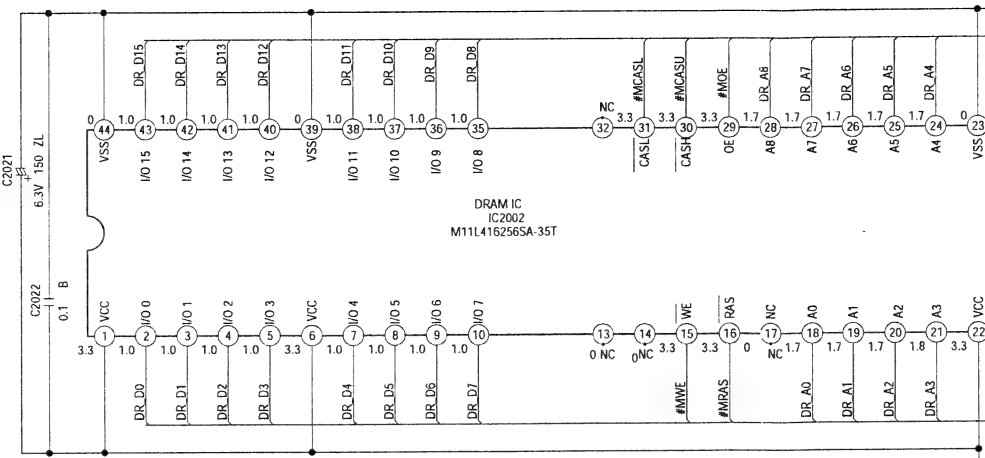 DR_D15 DR_D14 DR_D13 DR_D12 DR_D11 DR_D10 DR_D9 DR_D8 #MCASL #MCASU #MOE DR_A8 DR_A7 DR_A6 DR_A5 DR_A4
0 1.0 1.0 1.0 1.0 0 1.0 1.0 1.0 1.0 NC 3.3 3.3 3.3 1.7 1.7 1.7 1.7 1.7 0
44 43 42 41 40 39 38 37 36 35 32 31 30 29 28 27 26 25 24 23
VSS I/O 15 I/O 14 I/O 13 I/O 12 VSS I/O 11 I/O 10 I/O 9 I/O 8 CASL CASH OE A8 A7 A6 A5 A4 VSS
C2021
6.3V 150 ZL
+
DRAM IC
IC2002
M11L416256SA-35T
C2022
0.1 B
VCC I/O 0 I/O 1 I/O 2 I/O 3 VCC I/O 4 I/O 5 I/O 6 I/O 7 WE RAS NC A0 A1 A2 A3 VCC
1 2 3 4 5 6 7 8 9 10 13 14 15 16 17 18 19 20 21 22
3.3 1.0 1.0 1.0 1.0 3.3 1.0 1.0 1.0 1.0 0 NC 0 NC 3.3 3.3 0 NC 1.7 1.7 1.7 1.8 3.3
DR_D0 DR_D1 DR_D2 DR_D3 DR_D4 DR_D5 DR_D6 DR_D7 #MWE #MRAS DR_A0 DR_A1 DR_A2 DR_A3